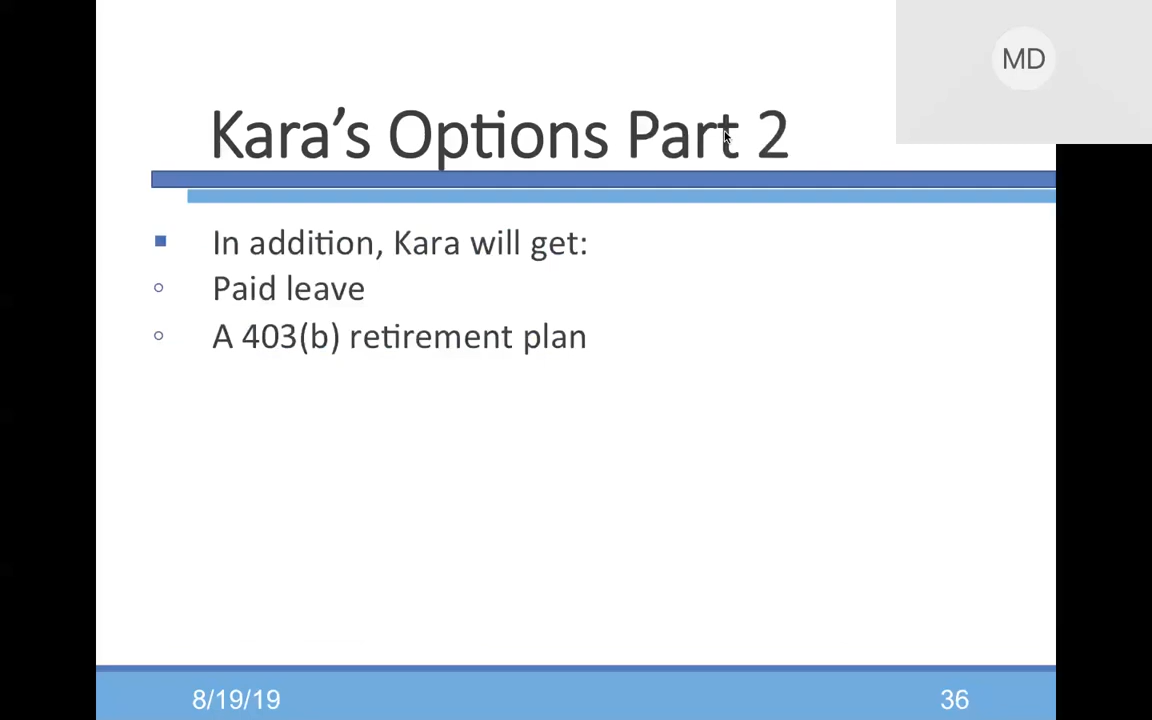 MD
Kara’s Options Part 2
In addition, Kara will get:
Paid leave
A 403(b) retirement plan
8/19/19
36